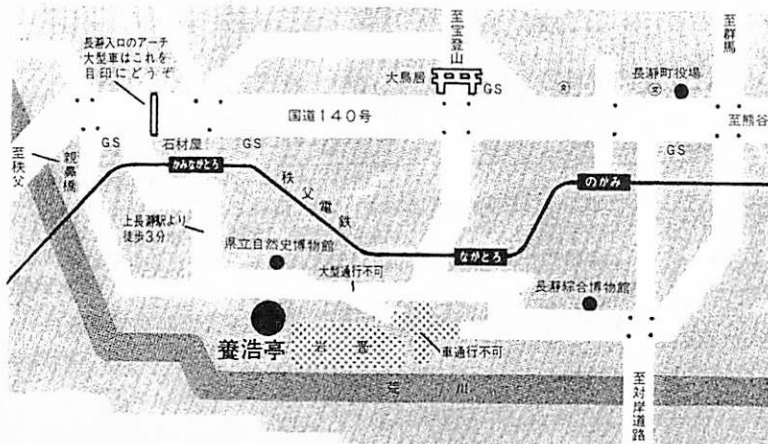 至宝登山
至群馬
長瀞入口のアーチ
大型車はこれを
目印にどうぞ
大鳥居
GS
長瀞町役場
文
文
国道140号
至熊谷
GS
石材屋
GS
GS
至秩父
親鼻橋
かみながとろ
秩父電鉄
のがみ
上長瀞駅より
徒歩3分
県立自然史博物館
ながとろ
大型通行不可
長瀞綜合博物館
養浩亭
岩畳
車通行不可
荒川
至対岸道路